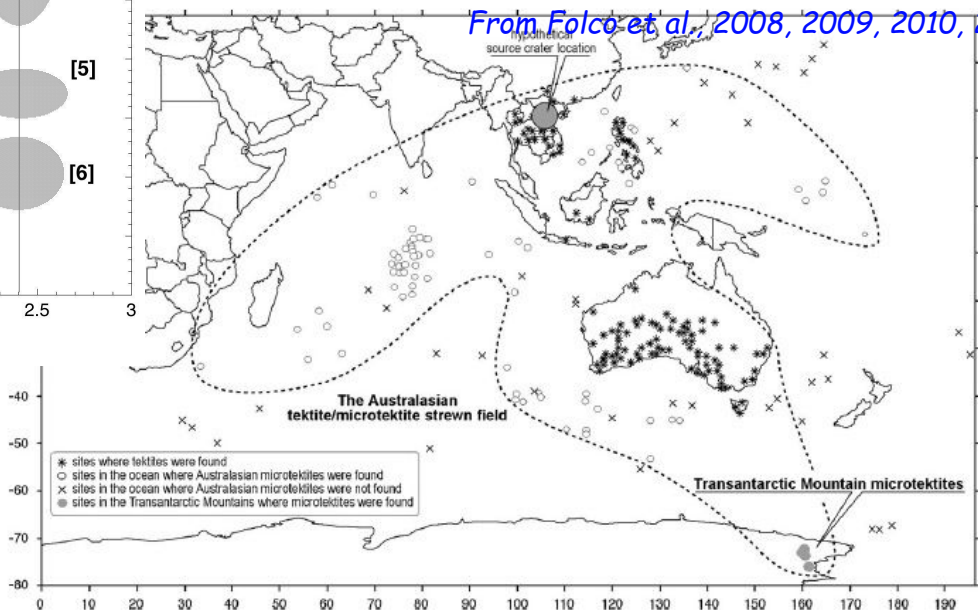 From Folco et al., 2008, 2009, 2010,
hypothetical
source crater location
[5]
[6]
2.5
3
The Australasian
tektite/microtektite strewn field
sites where tektites were found
sites in the ocean where Australasian microtektites were found
sites in the ocean where Australasian microtektites were not found
sites in the Transantarctic Mountains where microtektites were found
Transantarctic Mountain microtektites
-40
-50
-60
-70
-80
0 10 20 30 40 50 60 70 80 90 100 110 120 130 140 150 160 170 180 190